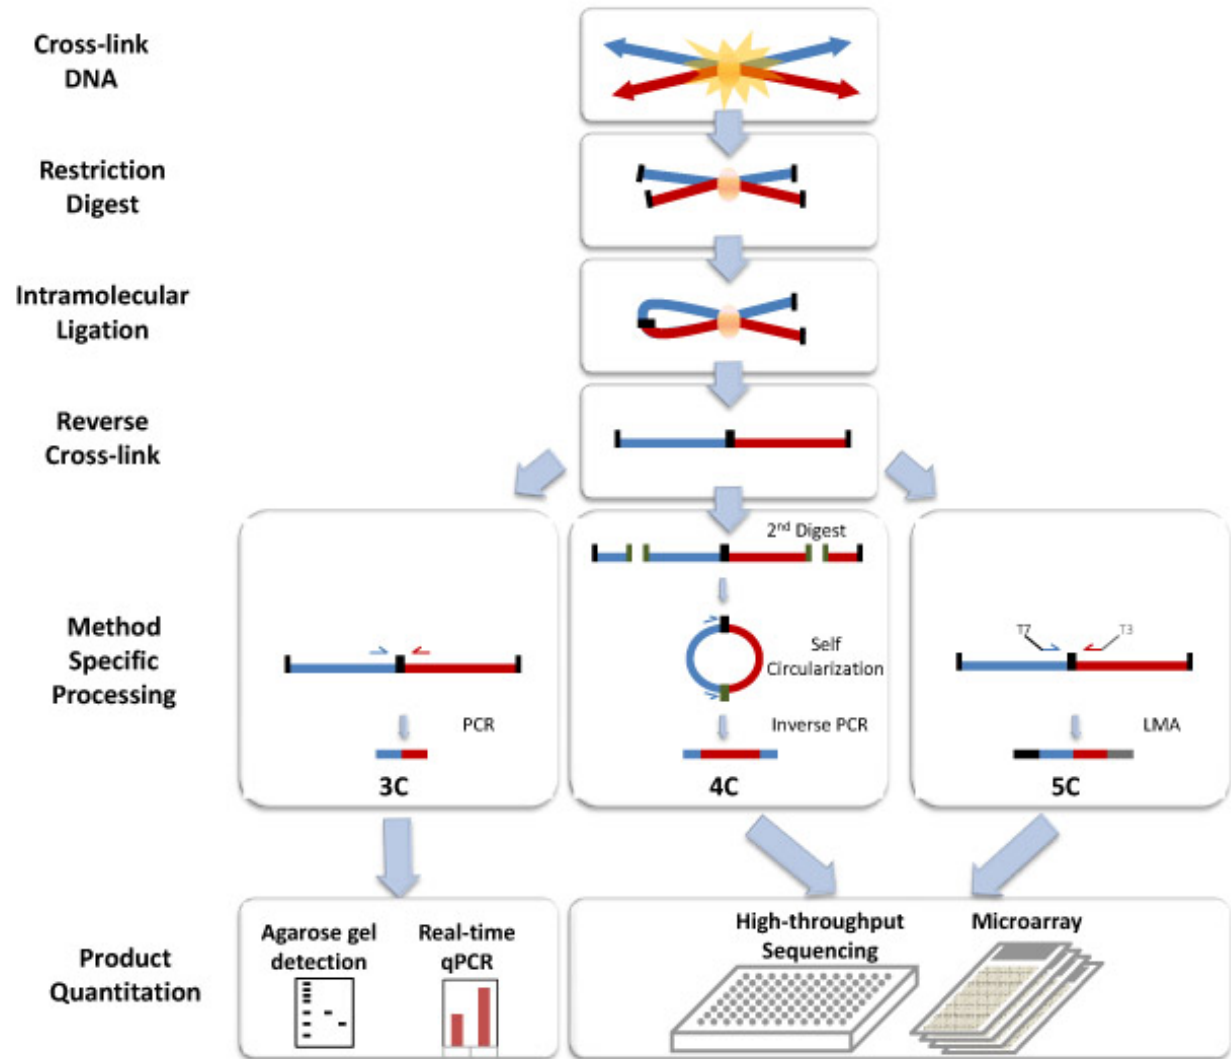 Cross-link
DNA
Restriction
Digest
Intramolecular
Ligation
Reverse
Cross-link
2nd Digest
Method
Specific
Processing
Self
Circularization
T7
T3
PCR
Inverse PCR
LMA
3C
4C
5C
Product
Quantitation
Agarose gel
detection
Real-time
qPCR
High-throughput
Sequencing
Microarray